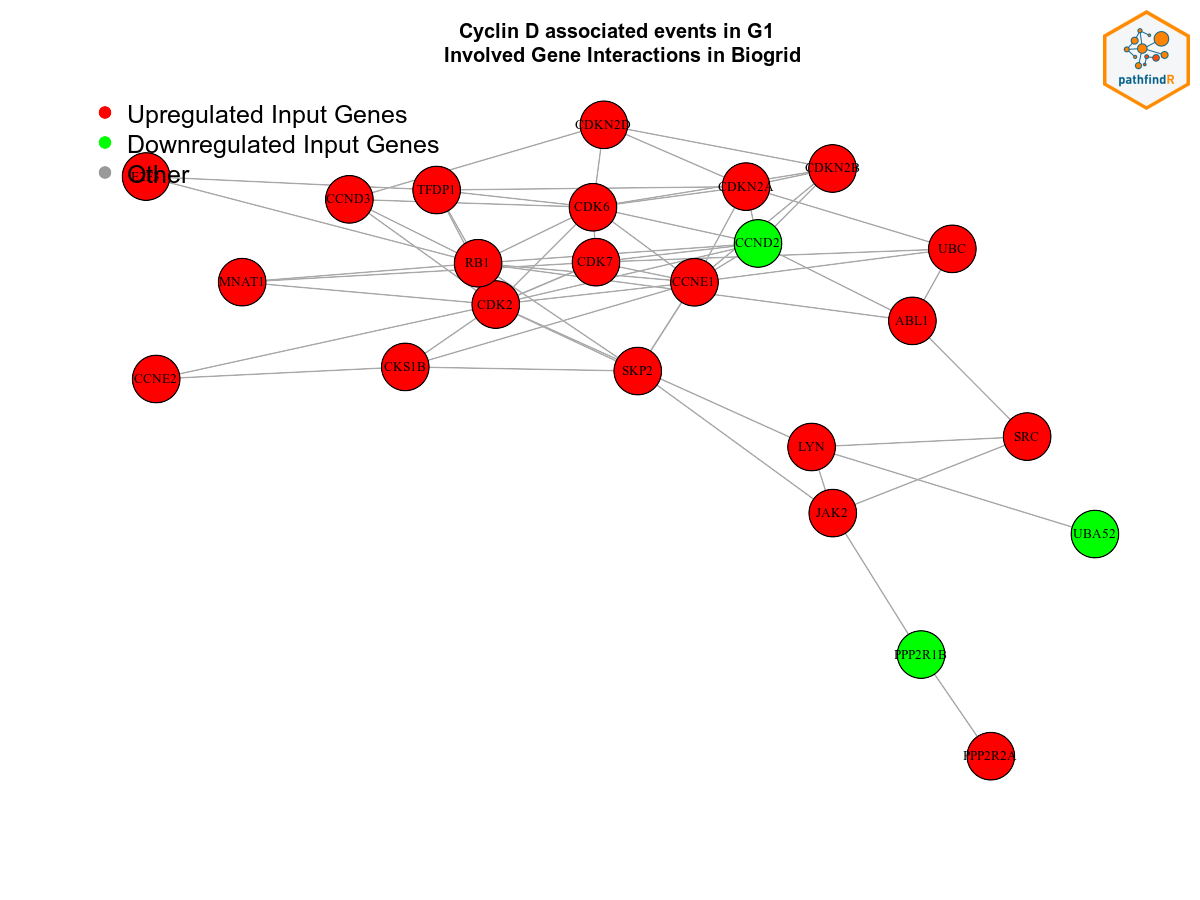 Cyclin D associated events in G1
Involved Gene Interactions in Biogrid
pathfindR
Upregulated Input Genes
Downregulated Input Genes
Other
CDKN2D
CDKN2B
CCND3
TFDP1
CDKN2A
CDK6
CCND2
UBC
RB1
CDK7
MNAT1
CCNE1
CDK2
ABL1
CCNE2
CKS1B
SKP2
LYN
SRC
JAK2
UBA52
PPP2R1B
PPP2R2A